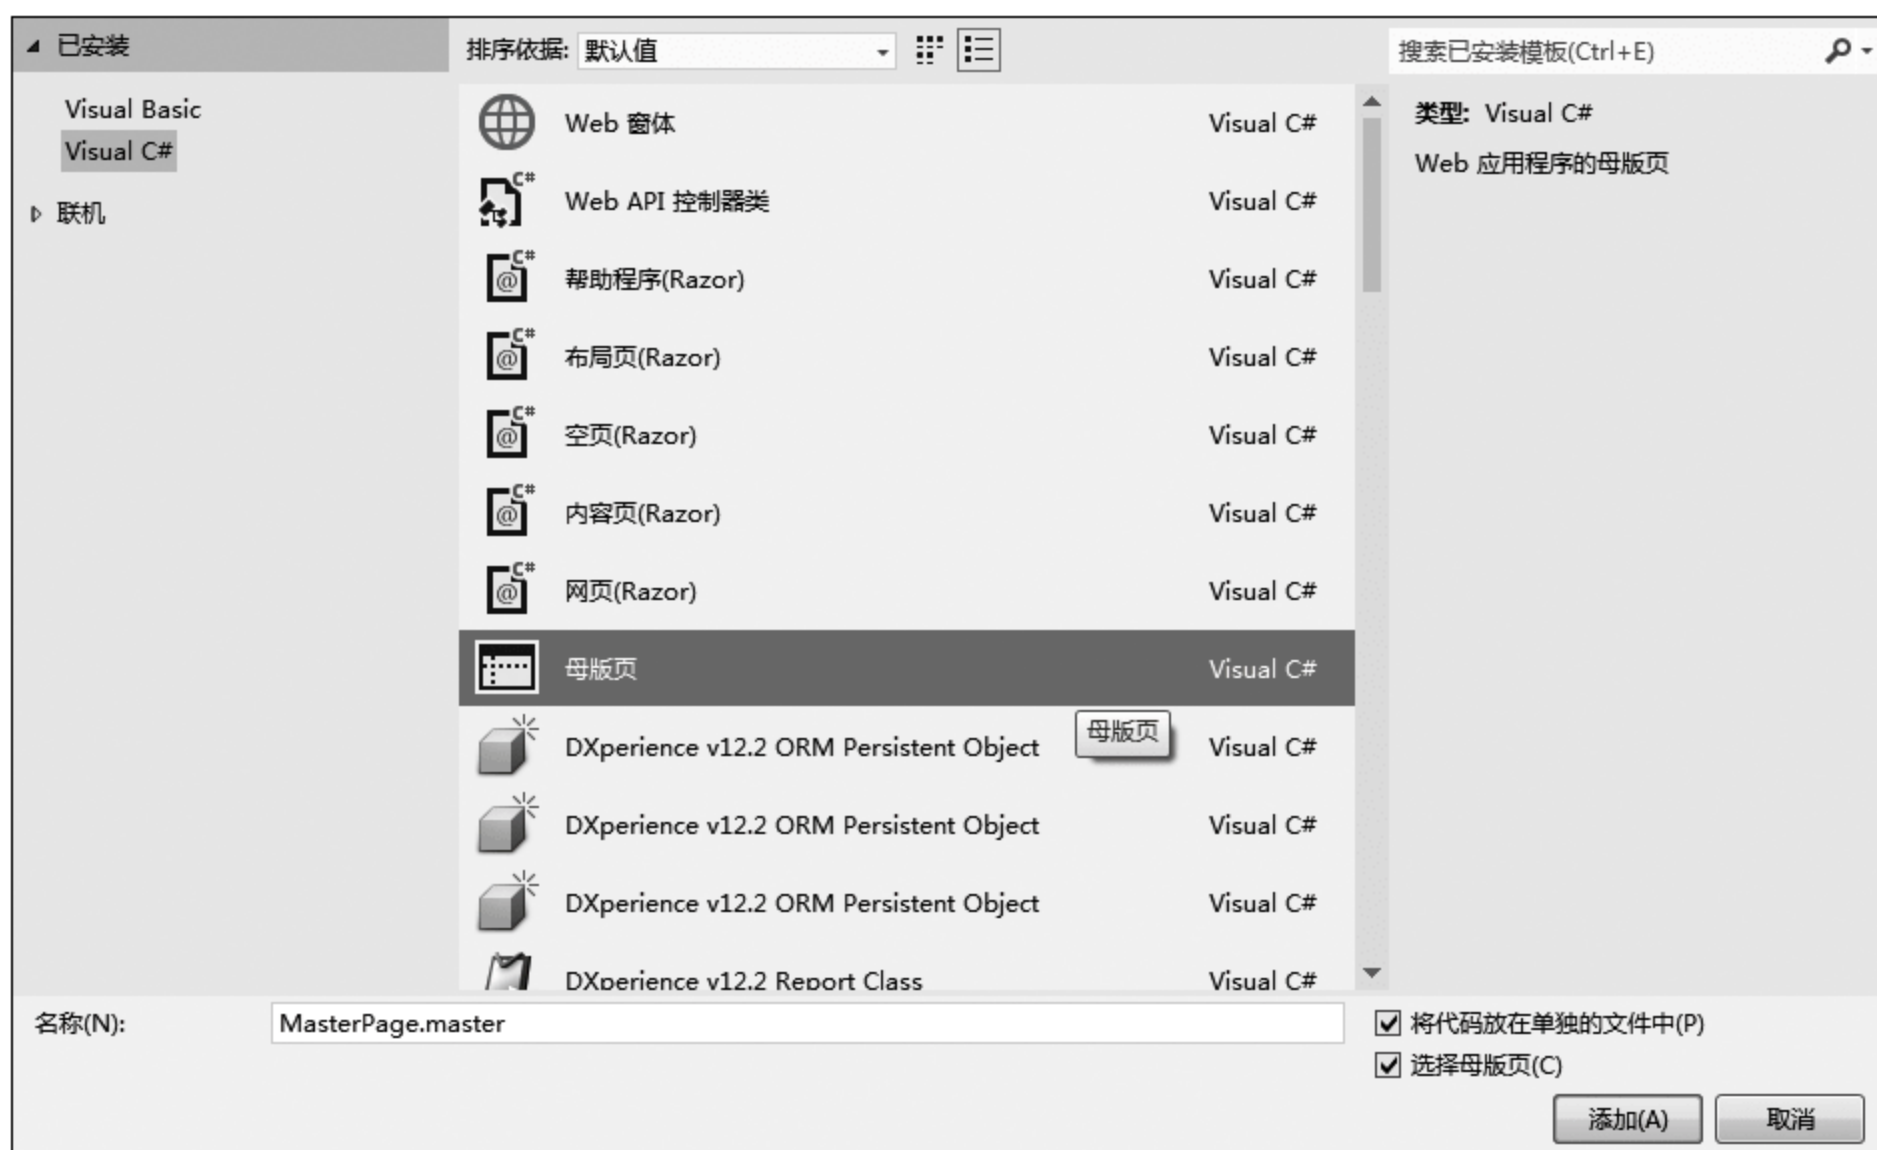 已安装
Visual Basic
Visual C#
联机
排序依据: 默认值
Web 窗体 Visual C#
Web API 控制器类 Visual C#
帮助程序(Razor) Visual C#
布局页(Razor) Visual C#
空页(Razor) Visual C#
内容页(Razor) Visual C#
网页(Razor) Visual C#
母版页 Visual C#
母版页
DXperience v12.2 ORM Persistent Object Visual C#
DXperience v12.2 ORM Persistent Object Visual C#
DXperience v12.2 ORM Persistent Object Visual C#
DXperience v12.2 Report Class Visual C#
搜索已安装模板(Ctrl+E)
类型: Visual C#
Web 应用程序的母版页
名称(N): MasterPage.master
将代码放在单独的文件中(P)
选择母版页(C)
添加(A) 取消